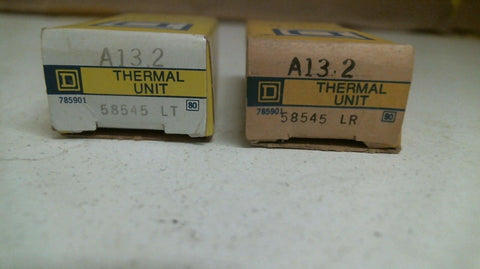 A13.2
D
THERMAL
UNIT
785901
80
58545 LT
A13.2
D
THERMAL
UNIT
785901
80
58545 LR